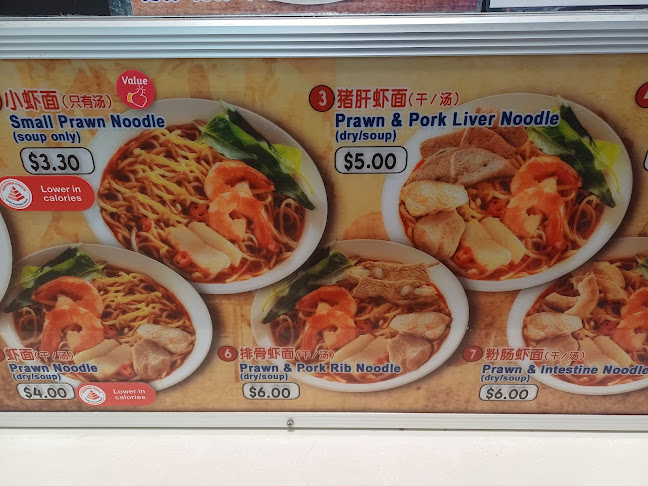 小虾面(只有汤)
Value
Small Prawn Noodle
(soup only)
$3.30
Lower in
calories
3 猪肝虾面(干/汤)
Prawn & Pork Liver Noodle
(dry/soup)
$5.00
虾面(干/汤)
Prawn Noodle
(dry/soup)
$4.00
Lower in
calories
6 排骨虾面(干/汤)
Prawn & Pork Rib Noodle
(dry/soup)
$6.00
7 粉肠虾面(干/汤)
Prawn & Intestine Noodle
(dry/soup)
$6.00